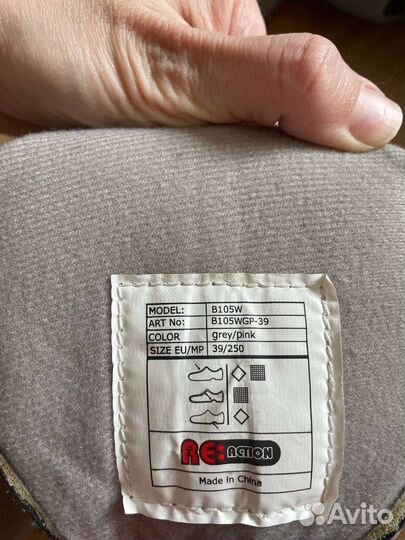 MODEL: B105W
ART No: B105WGP-39
COLOR grey/pink
SIZE EU/MP 39/250
RE:ACTION
Made in China
Avito